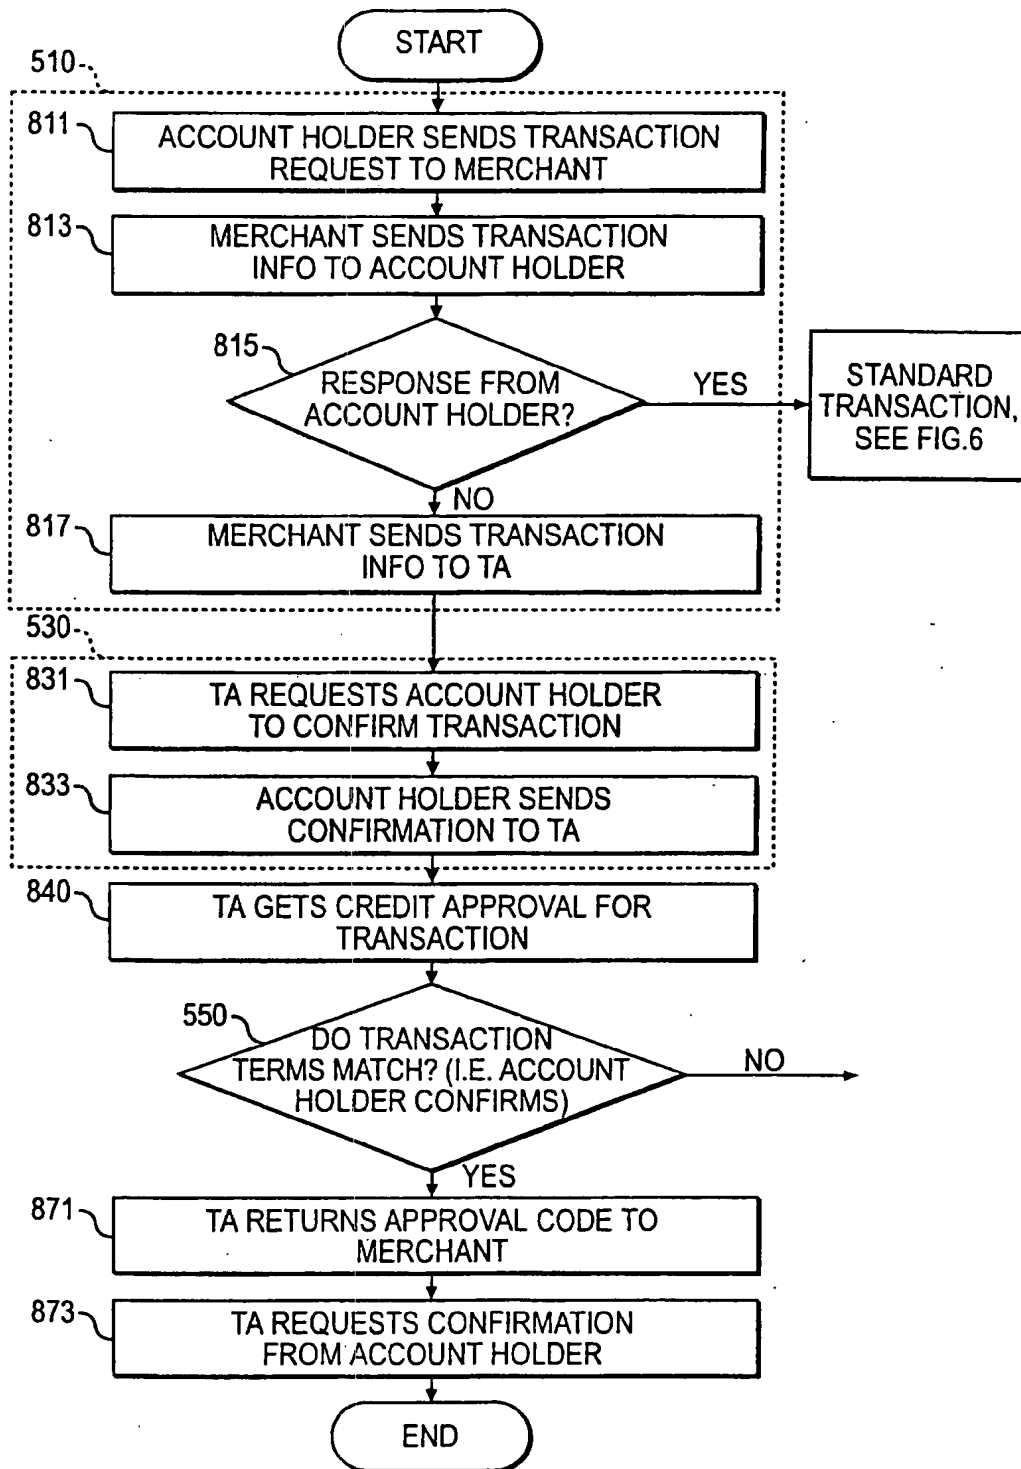 START
510
811
ACCOUNT HOLDER SENDS TRANSACTION
REQUEST TO MERCHANT
813
MERCHANT SENDS TRANSACTION
INFO TO ACCOUNT HOLDER
815
RESPONSE FROM
ACCOUNT HOLDER?
YES
STANDARD
TRANSACTION,
SEE FIG.6
NO
817
MERCHANT SENDS TRANSACTION
INFO TO TA
530
831
TA REQUESTS ACCOUNT HOLDER
TO CONFIRM TRANSACTION
833
ACCOUNT HOLDER SENDS
CONFIRMATION TO TA
840
TA GETS CREDIT APPROVAL FOR
TRANSACTION
550
DO TRANSACTION
TERMS MATCH? (I.E. ACCOUNT
HOLDER CONFIRMS)
NO
YES
871
TA RETURNS APPROVAL CODE TO
MERCHANT
873
TA REQUESTS CONFIRMATION
FROM ACCOUNT HOLDER
END